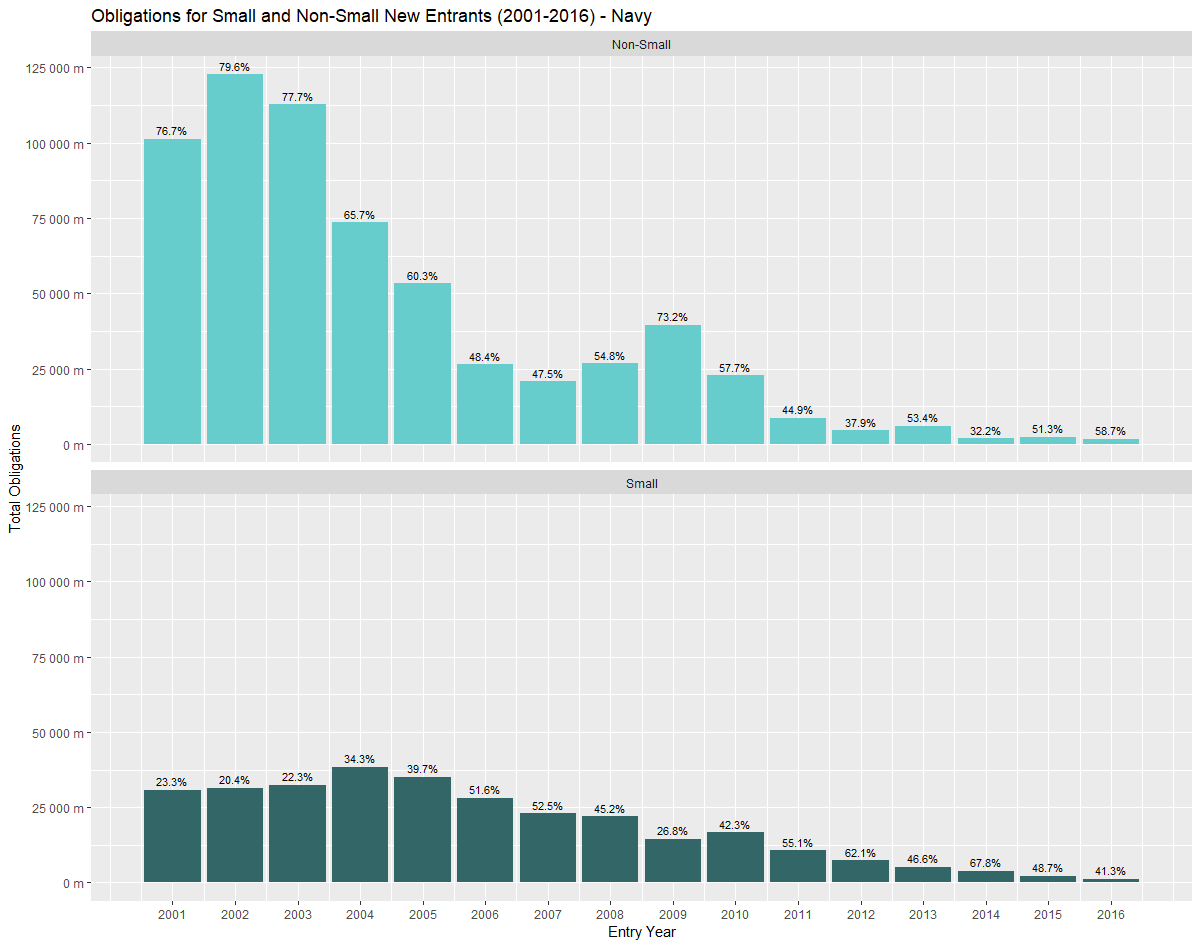 Obligations for Small and Non-Small New Entrants (2001-2016) - Navy
Non-Small
125 000 m
100 000 m
75 000 m
50 000 m
25 000 m
0 m
76.7%
79.6%
77.7%
65.7%
60.3%
48.4%
47.5%
54.8%
73.2%
57.7%
44.9%
37.9%
53.4%
32.2%
51.3%
58.7%
Total Obligations
Small
125 000 m
100 000 m
75 000 m
50 000 m
25 000 m
0 m
23.3%
20.4%
22.3%
34.3%
39.7%
51.6%
52.5%
45.2%
26.8%
42.3%
55.1%
62.1%
46.6%
67.8%
48.7%
41.3%
2001 2002 2003 2004 2005 2006 2007 2008 2009 2010 2011 2012 2013 2014 2015 2016
Entry Year